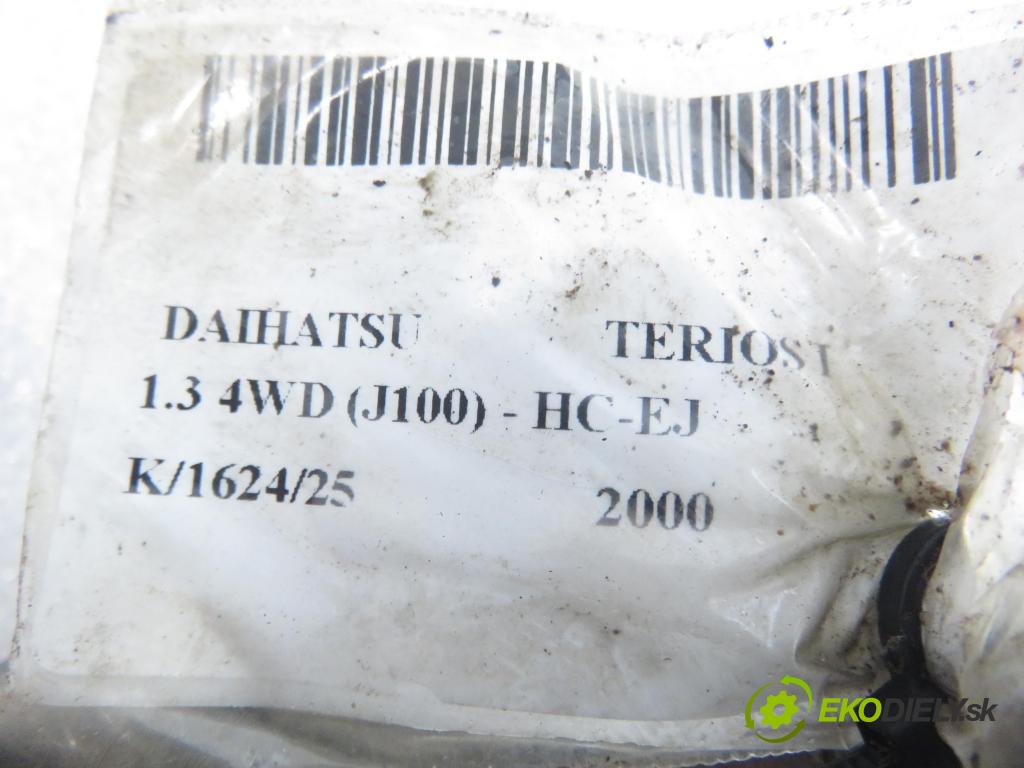 DAIHATSU TERIOS I
1.3 4WD (J100) - HC-EJ
K/1624/25 2000
EKODIELY.sk